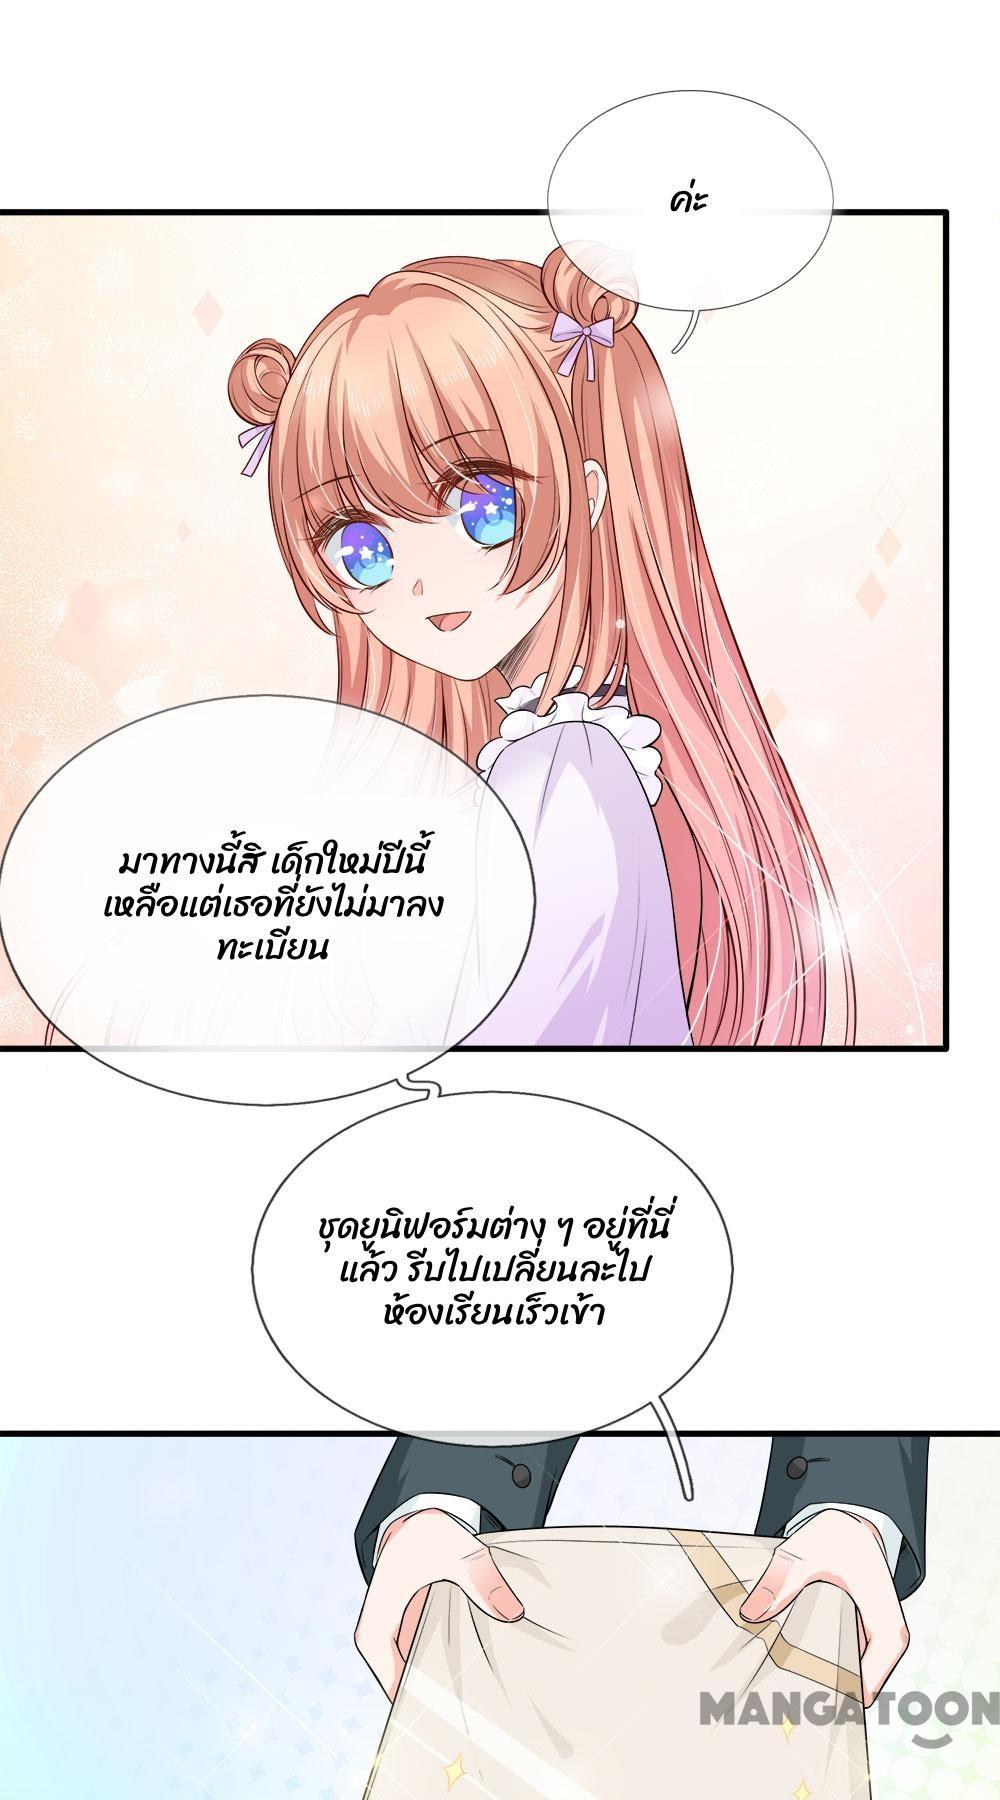 ค่ะ
มาทางนี้สิ เด็กใหม่ปีนี้
เหลือแต่เธอที่ยังไม่มาลง
ทะเบียน
ชุดยูนิฟอร์มต่าง ๆ อยู่ที่นี่
แล้ว รีบไปเปลี่ยนละไป
ห้องเรียนเร็วเข้า
MANGATOON